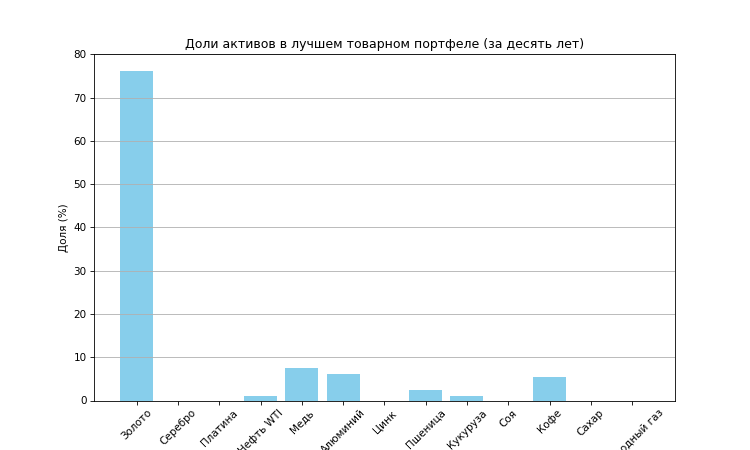 Доли активов в лучшем товарном портфеле (за десять лет)
Доля (%)
80
70
60
50
40
30
20
10
0
Золото
Серебро
Платина
Нефть WTI
Медь
Алюминий
Цинк
Пшеница
Кукуруза
Соя
Кофе
Сахар
газ